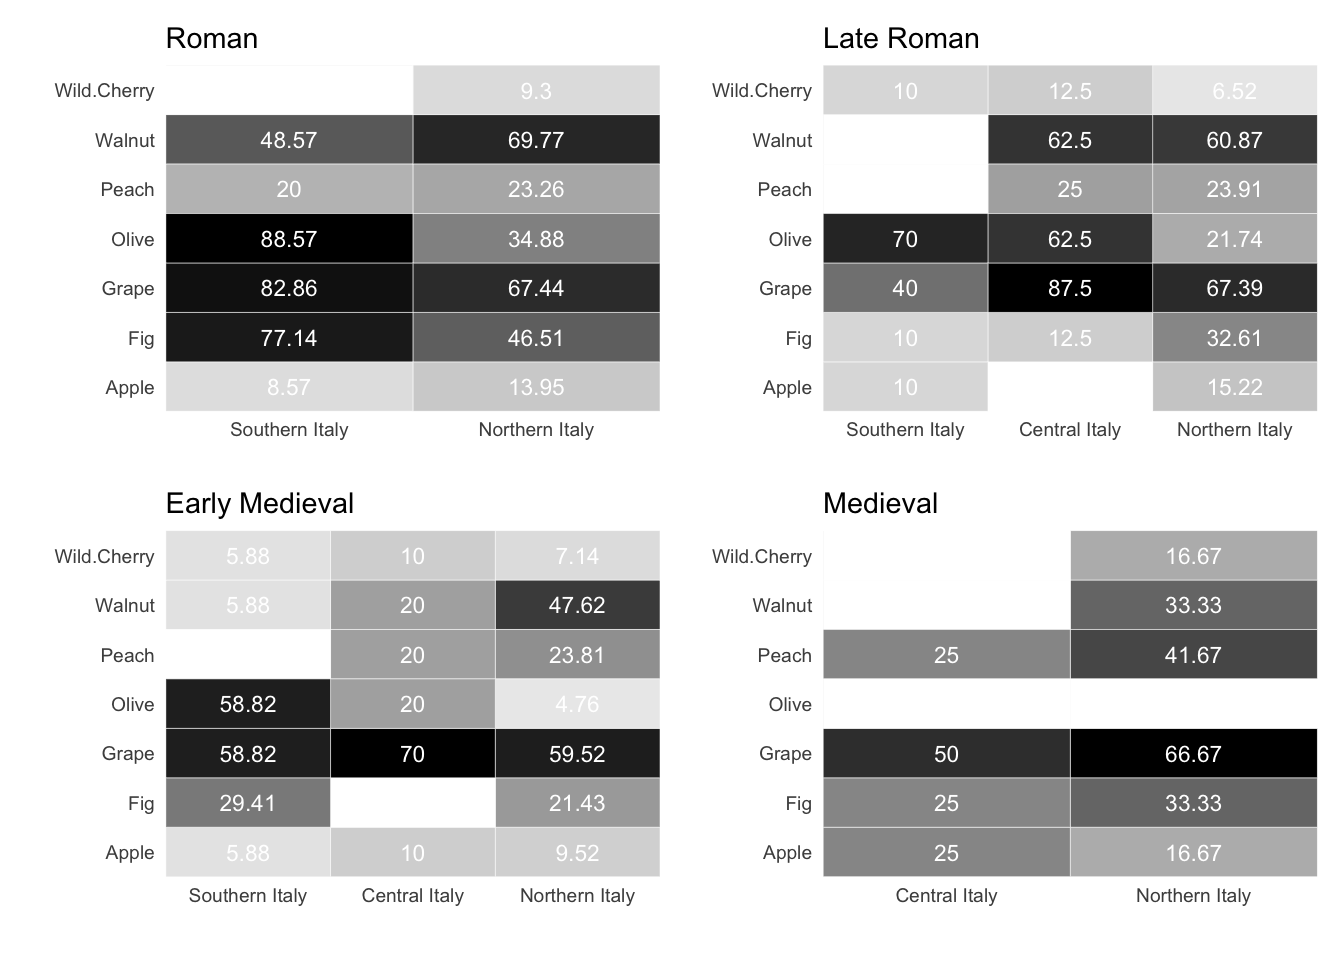 Roman
Wild.Cherry 9.3
Walnut 48.57 69.77
Peach 20 23.26
Olive 88.57 34.88
Grape 82.86 67.44
Fig 77.14 46.51
Apple 8.57 13.95
Southern Italy Northern Italy
Late Roman
Wild.Cherry 10 12.5 6.52
Walnut 62.5 60.87
Peach 25 23.91
Olive 70 62.5 21.74
Grape 40 87.5 67.39
Fig 10 12.5 32.61
Apple 10 15.22
Southern Italy Central Italy Northern Italy
Early Medieval
Wild.Cherry 5.88 10 7.14
Walnut 5.88 20 47.62
Peach 20 23.81
Olive 58.82 20 4.76
Grape 58.82 70 59.52
Fig 29.41 21.43
Apple 5.88 10 9.52
Southern Italy Central Italy Northern Italy
Medieval
Wild.Cherry 16.67
Walnut 33.33
Peach 25 41.67
Olive
Grape 50 66.67
Fig 25 33.33
Apple 25 16.67
Central Italy Northern Italy